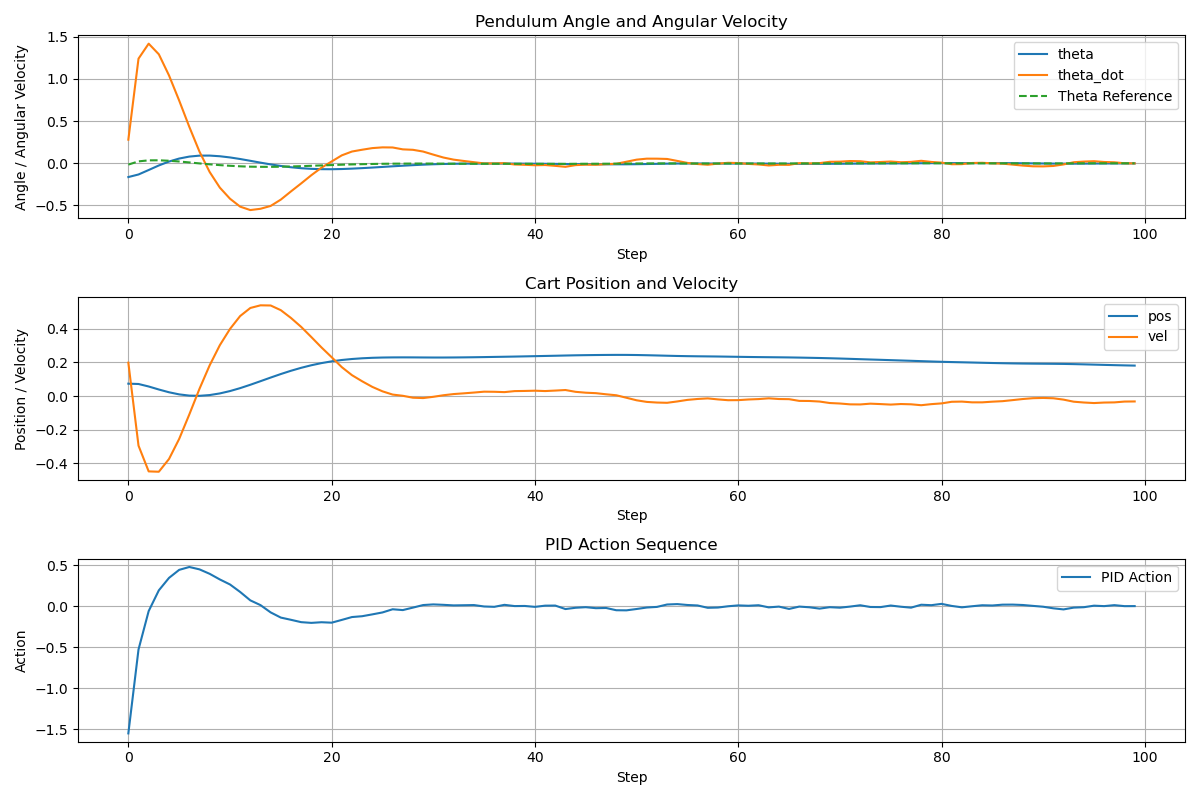 Pendulum Angle and Angular Velocity
Angle / Angular Velocity
1.5
1.0
0.5
0.0
−0.5
theta
theta_dot
Theta Reference
0 20 40 60 80 100
Step
Cart Position and Velocity
Position / Velocity
0.4
0.2
0.0
−0.2
−0.4
pos
vel
0 20 40 60 80 100
Step
PID Action Sequence
Action
0.5
0.0
−0.5
−1.0
−1.5
PID Action
0 20 40 60 80 100
Step